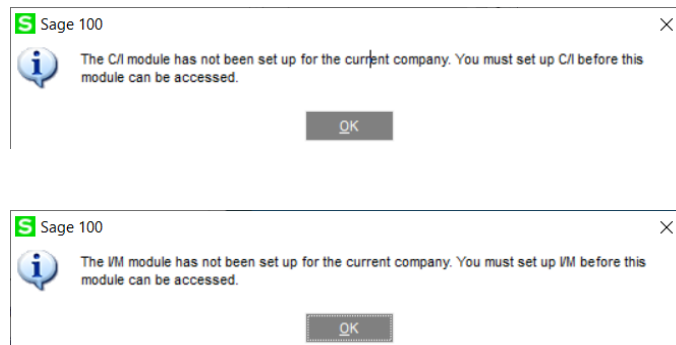 S Sage 100
The C/I module has not been set up for the current company. You must set up C/I before this
module can be accessed.
OK
S Sage 100
The I/M module has not been set up for the current company. You must set up I/M before this
module can be accessed.
OK